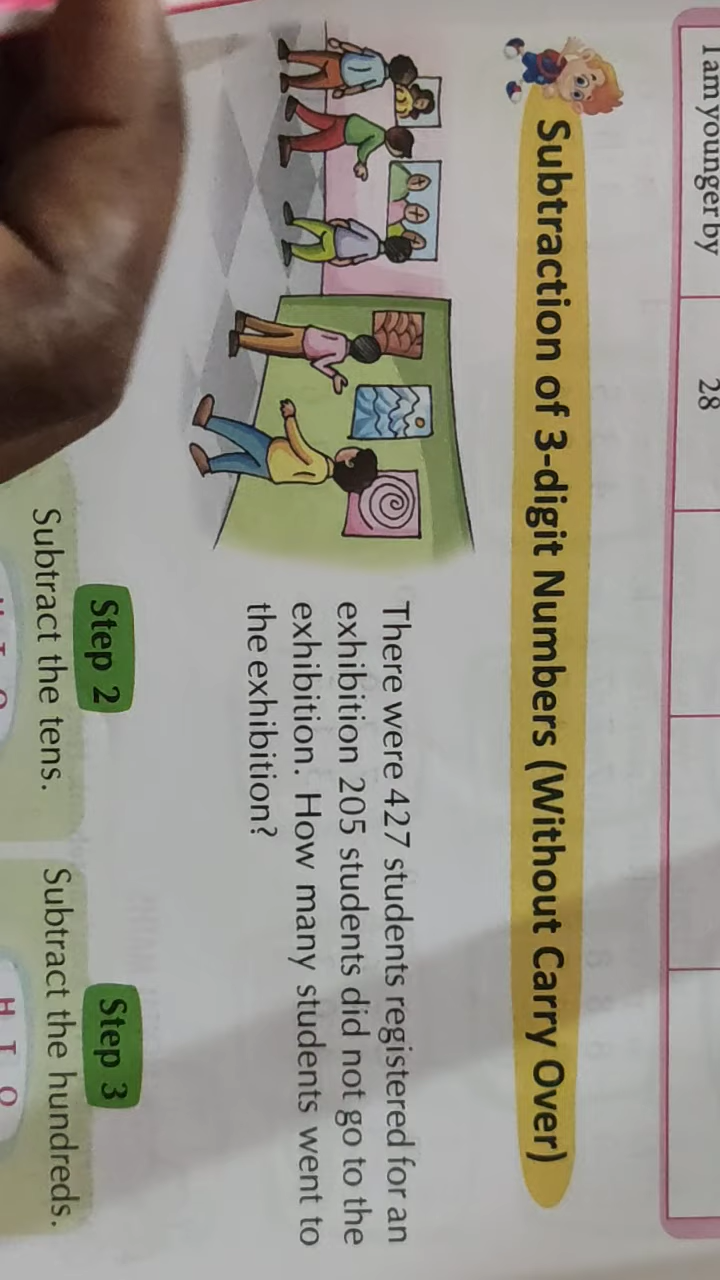 I am younger by 28
Subtraction of 3-digit Numbers (Without Carry Over)
There were 427 students registered for an
exhibition 205 students did not go to the
exhibition. How many students went to
the exhibition?
Step 2
Subtract the tens.
Step 3
Subtract the hundreds.
H T O